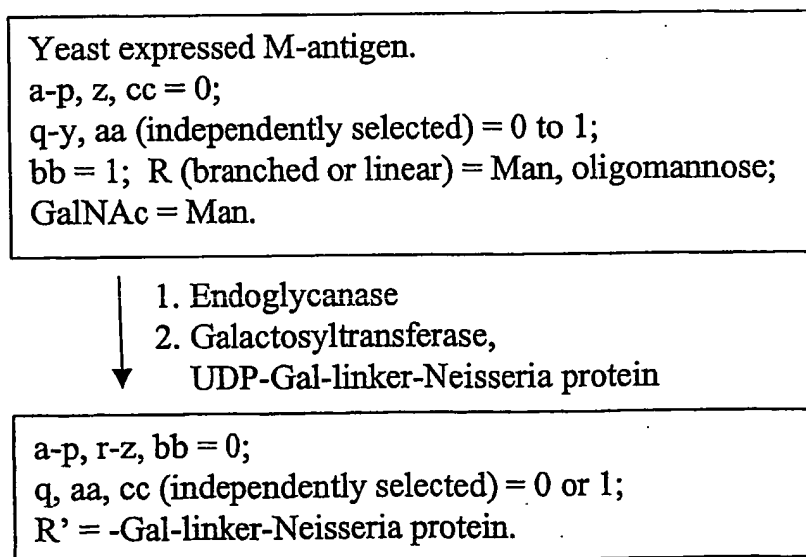 Yeast expressed M-antigen.
a-p, z, cc = 0;
q-y, aa (independently selected) = 0 to 1;
bb = 1; R (branched or linear) = Man, oligomannose;
GalNAc = Man.
1. Endoglycanase
2. Galactosyltransferase,
UDP-Gal-linker-Neisseria protein
a-p, r-z, bb = 0;
q, aa, cc (independently selected) = 0 or 1;
R’ = -Gal-linker-Neisseria protein.